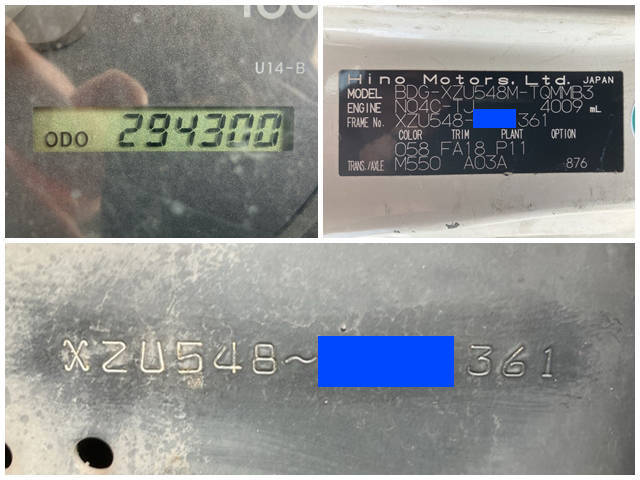 100
U14-B
ODO 294300
Hino Motors, Ltd. JAPAN
MODEL BDG-XZU548M-TQMMB3
ENGINE N04C-TJ 4009 mL
FRAME No. XZU548- 361
COLOR TRIM PLANT OPTION
058 FA18 P11
TRANS./AXLE M550 A03A 876
XZU548~ 361